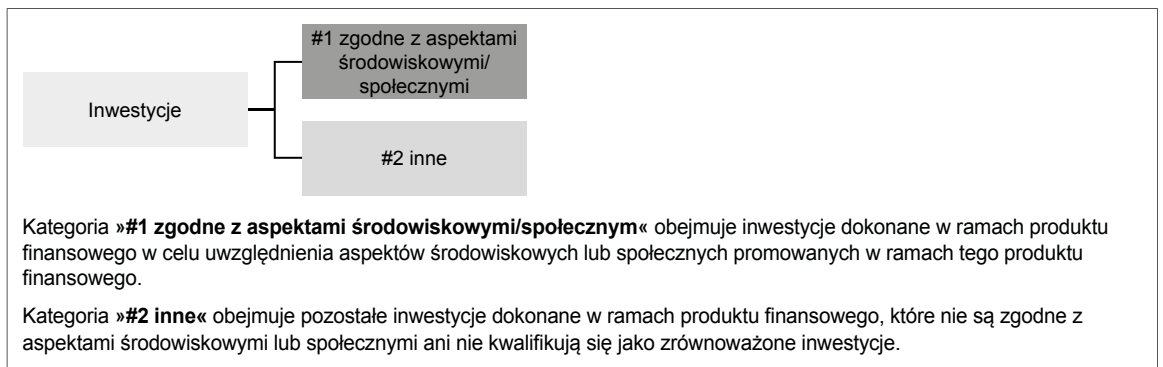 #1 zgodne z aspektami
środowiskowymi/
społecznymi
Inwestycje
#2 inne
Kategoria »#1 zgodne z aspektami środowiskowymi/społecznym« obejmuje inwestycje dokonane w ramach produktu
finansowego w celu uwzględnienia aspektów środowiskowych lub społecznych promowanych w ramach tego produktu
finansowego.
Kategoria »#2 inne« obejmuje pozostałe inwestycje dokonane w ramach produktu finansowego, które nie są zgodne z
aspektami środowiskowymi lub społecznymi ani nie kwalifikują się jako zrównoważone inwestycje.